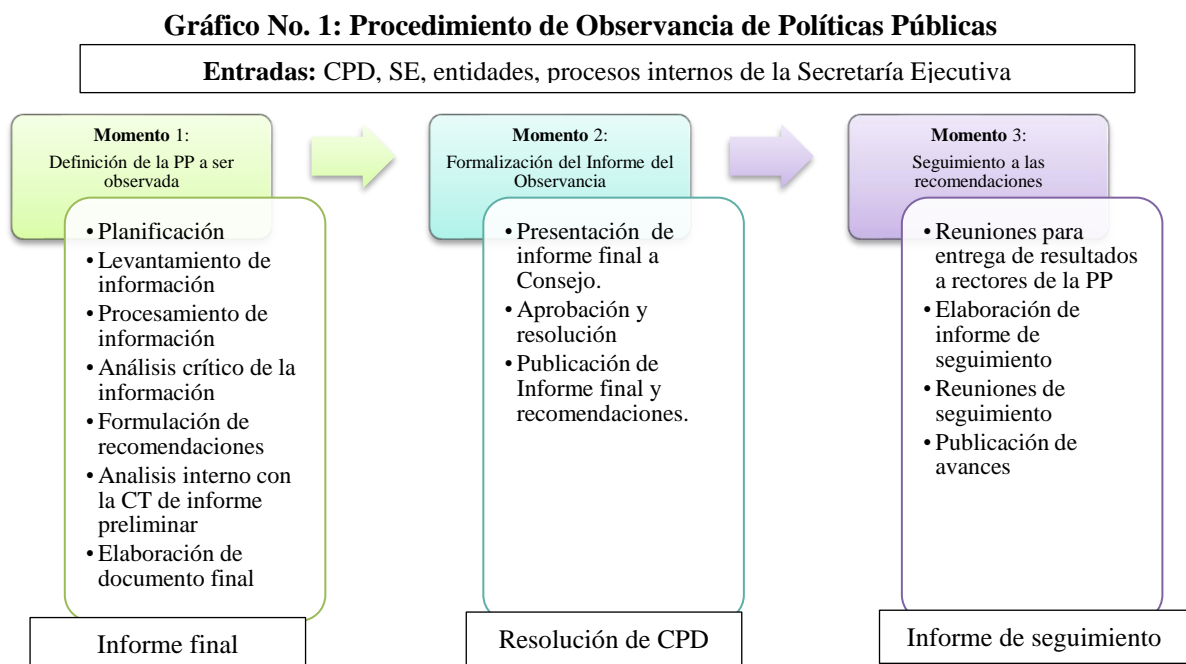 Gráfico No. 1: Procedimiento de Observancia de Políticas Públicas
Entradas: CPD, SE, entidades, procesos internos de la Secretaría Ejecutiva
Momento 1:
Definición de la PP a ser
observada
• Planificación
• Levantamiento de
información
• Procesamiento de
información
• Análisis crítico de la
información
• Formulación de
recomendaciones
• Analisis interno con
la CT de informe
preliminar
• Elaboración de
documento final
Informe final
Momento 2:
Formalización del Informe del
Observancia
• Presentación de
informe final a
Consejo.
• Aprobación y
resolución
• Publicación de
Informe final y
recomendaciones.
Resolución de CPD
Momento 3:
Seguimiento a las
recomendaciones
• Reuniones para
entrega de resultados
a rectores de la PP
• Elaboración de
informe de
seguimiento
• Reuniones de
seguimiento
• Publicación de
avances
Informe de seguimiento